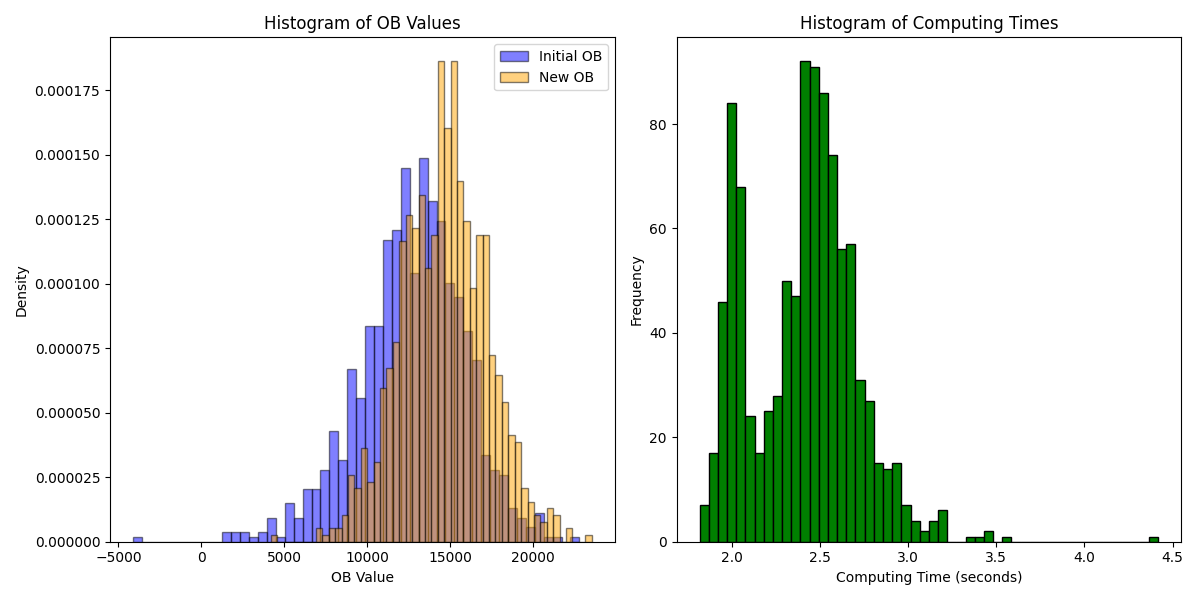 Histogram of OB Values
Initial OB
New OB
0.000175
0.000150
0.000125
0.000100
0.000075
0.000050
0.000025
0.000000
Density
−5000 0 5000 10000 15000 20000
OB Value
Histogram of Computing Times
80
60
40
20
0
Frequency
2.0 2.5 3.0 3.5 4.0 4.5
Computing Time (seconds)